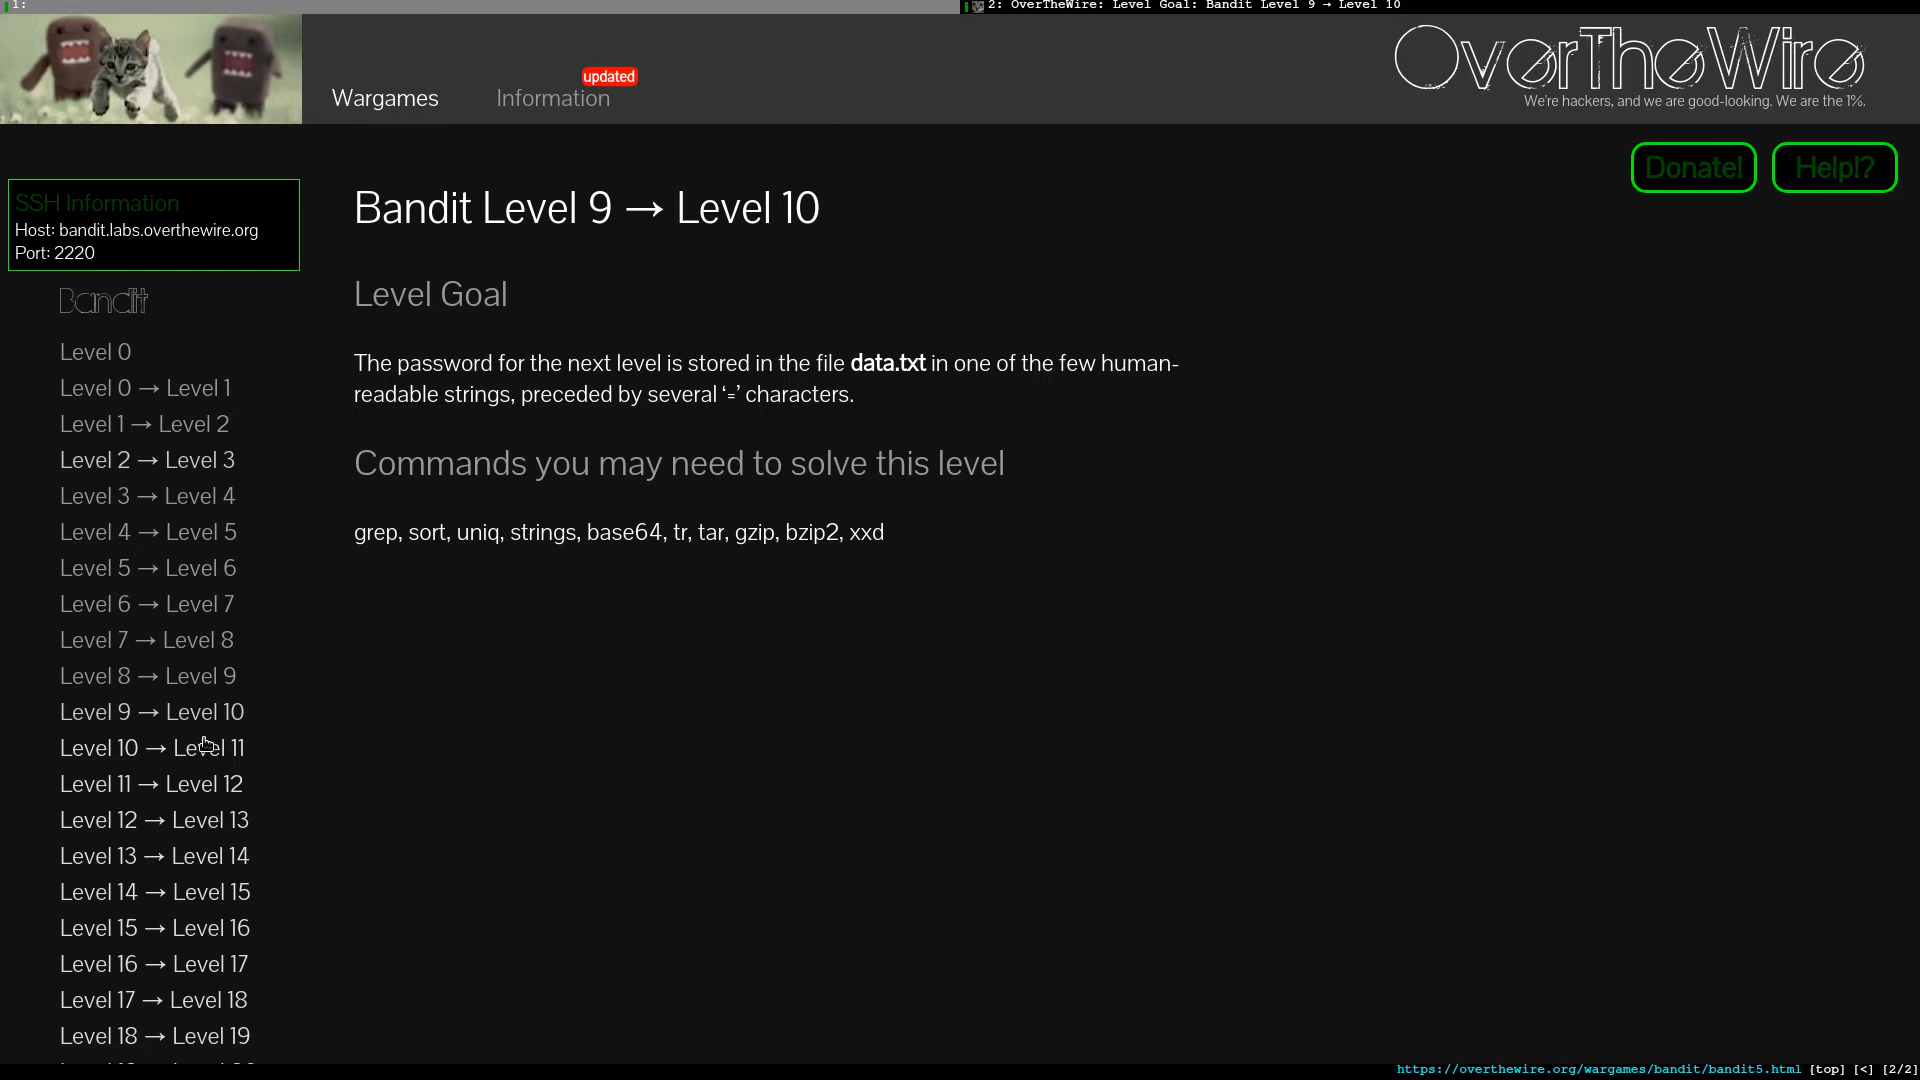 1:
2: OverTheWire: Level Goal: Bandit Level 9 → Level 10
Wargames
updated
Information
OverTheWire
We're hackers, and we are good-looking. We are the 1%.
Donate!
Help!?
SSH Information
Host: bandit.labs.overthewire.org
Port: 2220
Bandit
Level 0
Level 0 → Level 1
Level 1 → Level 2
Level 2 → Level 3
Level 3 → Level 4
Level 4 → Level 5
Level 5 → Level 6
Level 6 → Level 7
Level 7 → Level 8
Level 8 → Level 9
Level 9 → Level 10
Level 10 → Level 11
Level 11 → Level 12
Level 12 → Level 13
Level 13 → Level 14
Level 14 → Level 15
Level 15 → Level 16
Level 16 → Level 17
Level 17 → Level 18
Level 18 → Level 19
Bandit Level 9 → Level 10
Level Goal
The password for the next level is stored in the file data.txt in one of the few human-
readable strings, preceded by several ‘=’ characters.
Commands you may need to solve this level
grep, sort, uniq, strings, base64, tr, tar, gzip, bzip2, xxd
https://overthewire.org/wargames/bandit/bandit5.html [top] [<] [2/2]